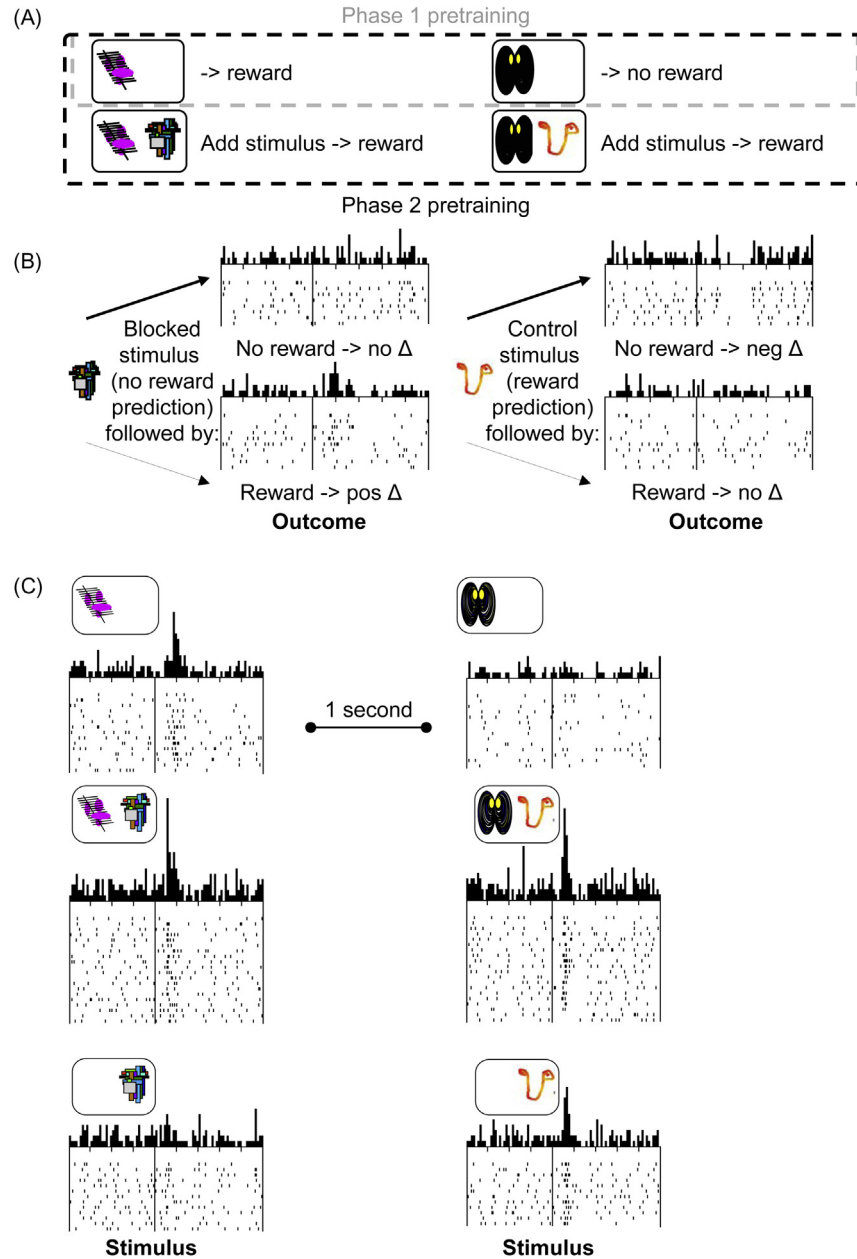 (A)
Phase 1 pretraining
-> reward
-> no reward
Add stimulus -> reward
Add stimulus -> reward
Phase 2 pretraining
(B)
Blocked
stimulus
(no reward
prediction)
followed by:
No reward -> no Δ
Reward -> pos Δ
Outcome
Control
stimulus
(reward
prediction)
followed by:
No reward -> neg Δ
Reward -> no Δ
Outcome
(C)
1 second
Stimulus
Stimulus